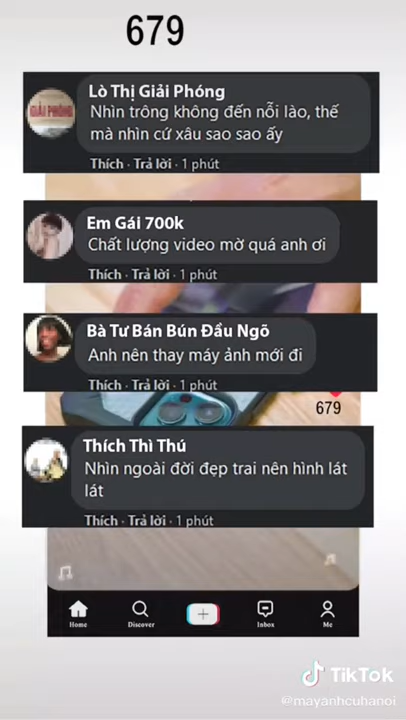 679
Lò Thị Giải Phóng
Nhìn trông không đến nỗi lào, thế
mà nhìn cứ xâu sao sao ấy
Thích · Trả lời · 1 phút
GIẢI PHÓNG
Em Gái 700k
Chất lượng video mờ quá anh ơi
Thích · Trả lời · 1 phút
Bà Tư Bán Bún Đầu Ngõ
Anh nên thay máy ảnh mới đi
Thích · Trả lời · 1 phút
679
Thích Thì Thú
Nhìn ngoài đời đẹp trai nên hình lát
lát
Thích · Trả lời · 1 phút
Home Discover Inbox Me
TikTok
@mayanhcuhanoi